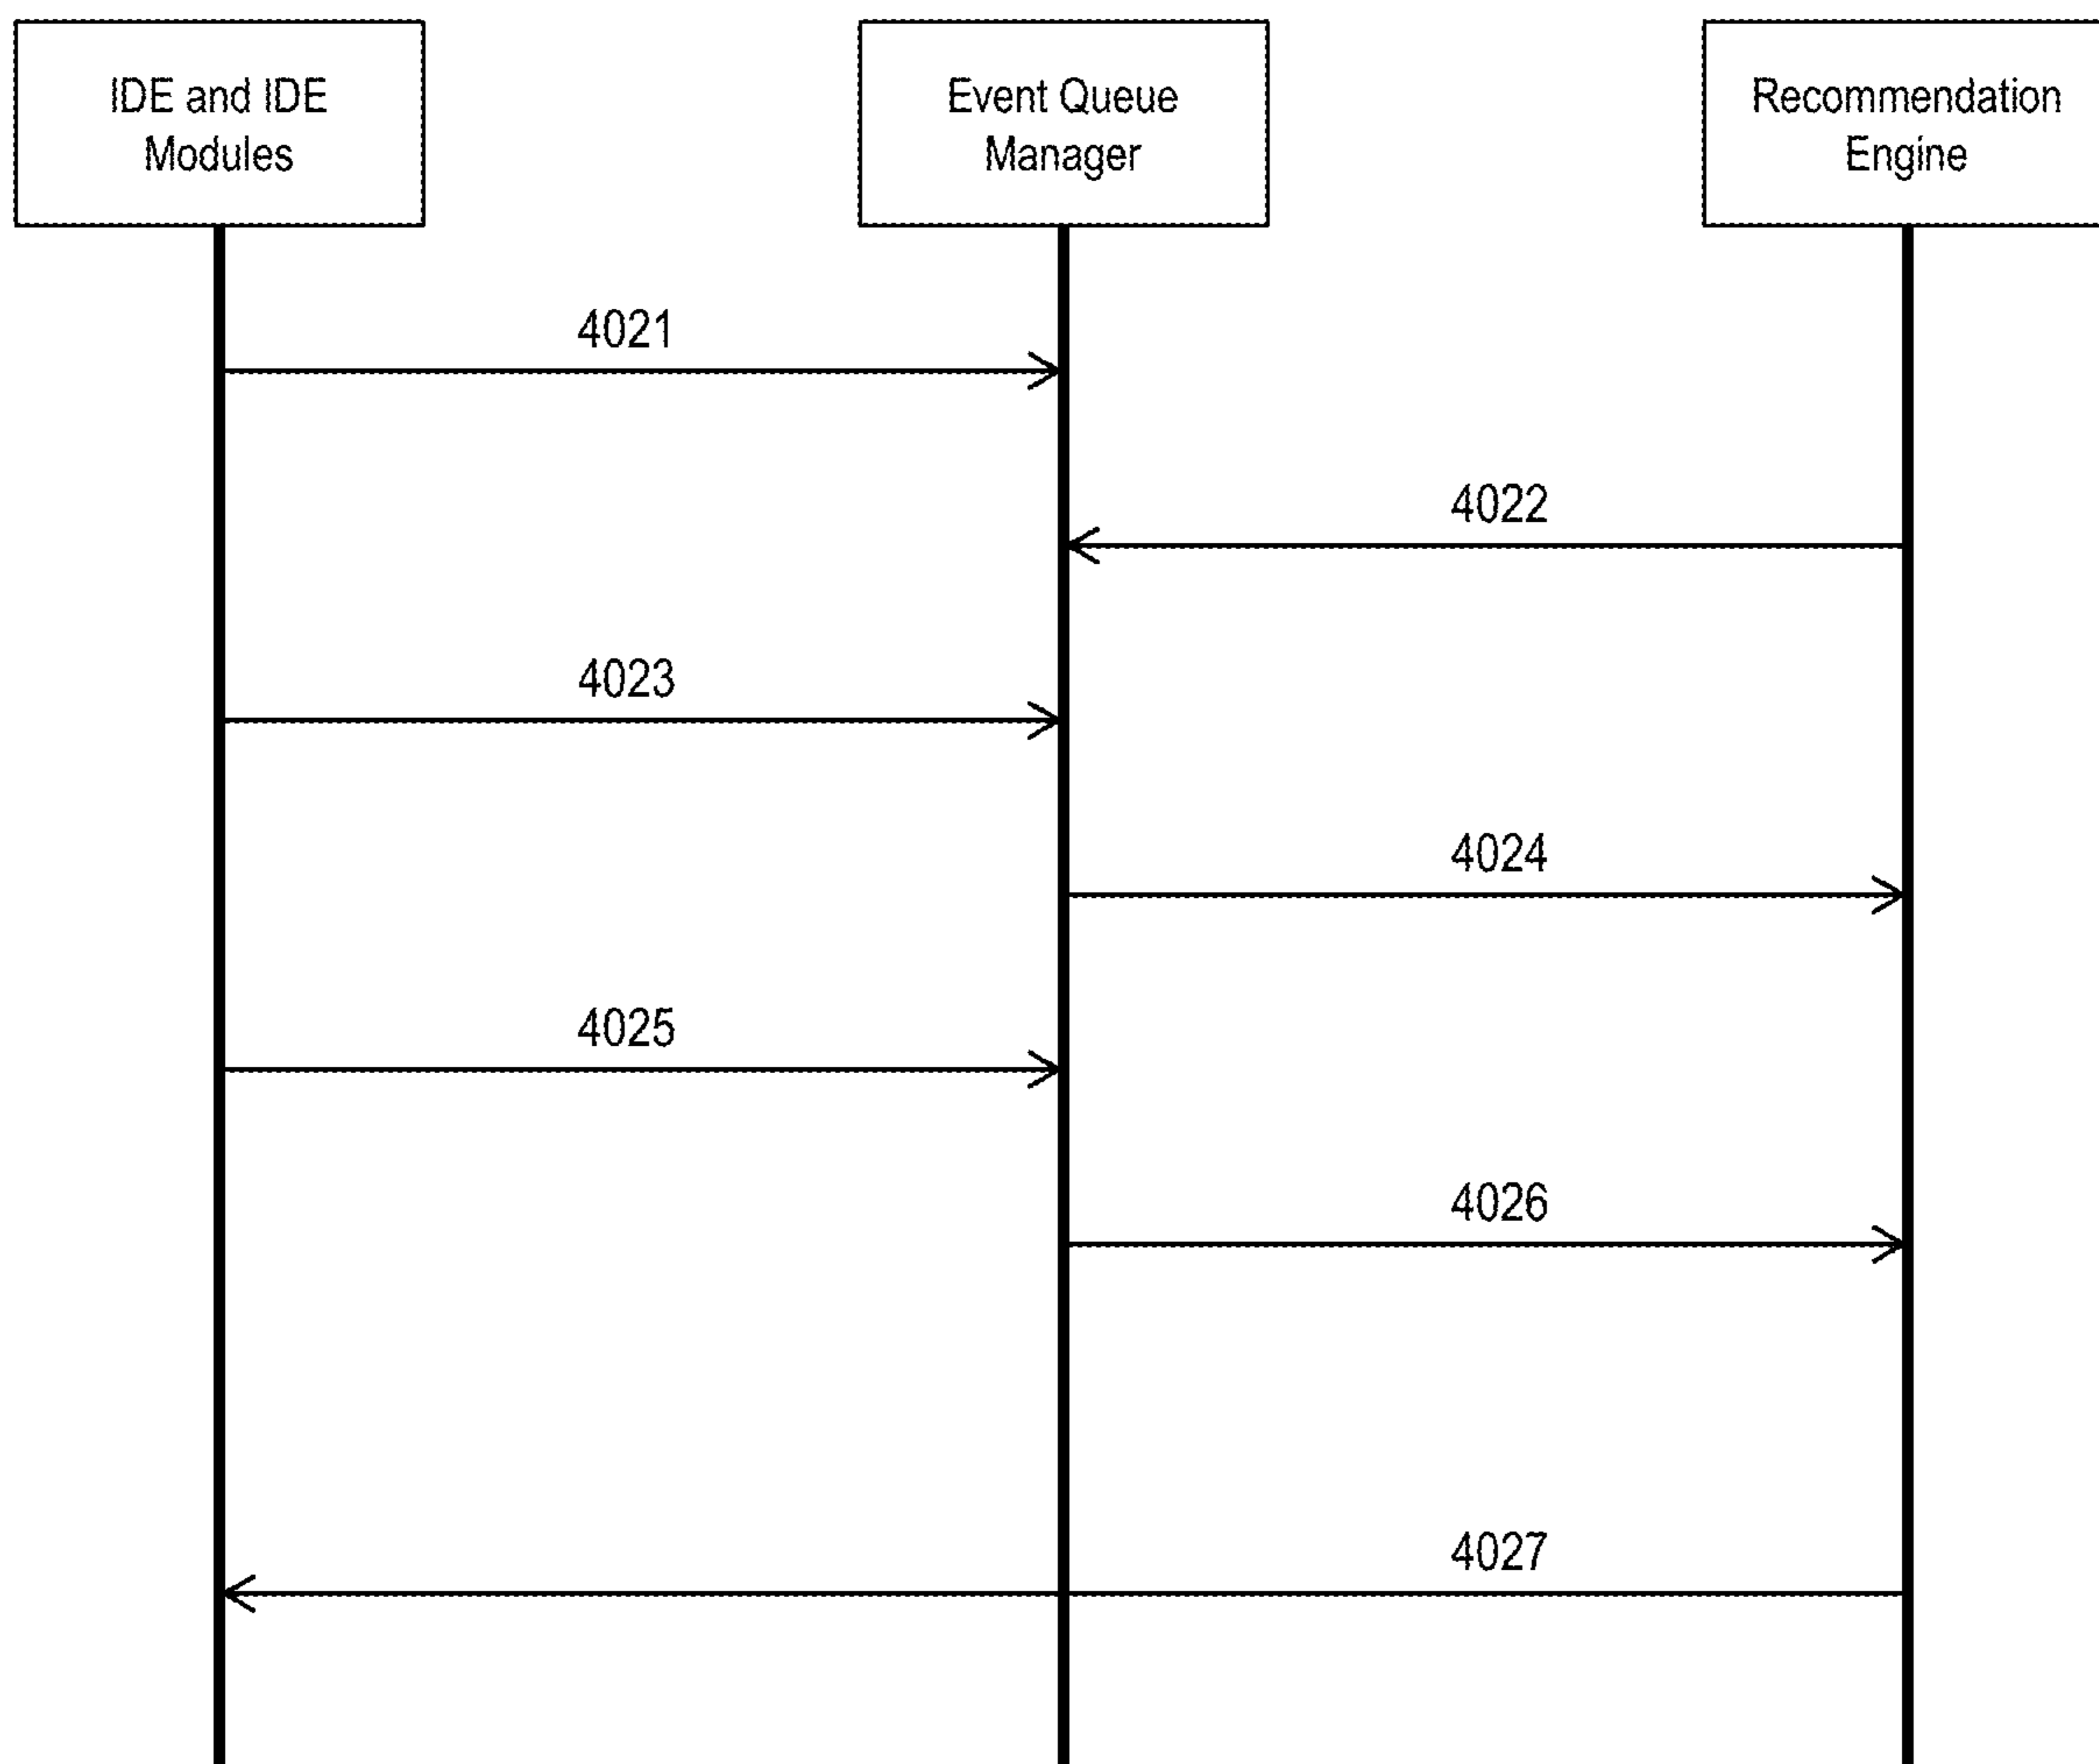 IDE and IDE
Modules
Event Queue
Manager
Recommendation
Engine
4021
4022
4023
4024
4025
4026
4027